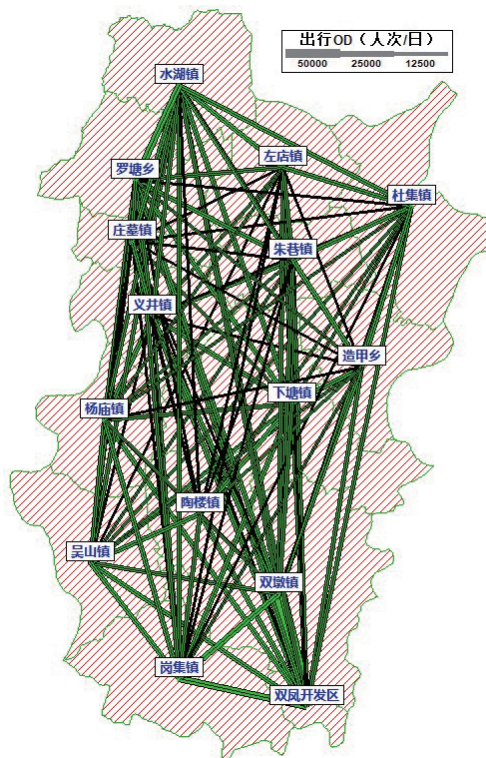 出行OD（人次/日）
50000 25000 12500
水湖镇
左店镇
罗塘乡
杜集镇
庄墓镇
朱巷镇
义井镇
造甲乡
下塘镇
杨庙镇
陶楼镇
吴山镇
双墩镇
岗集镇
双凤开发区